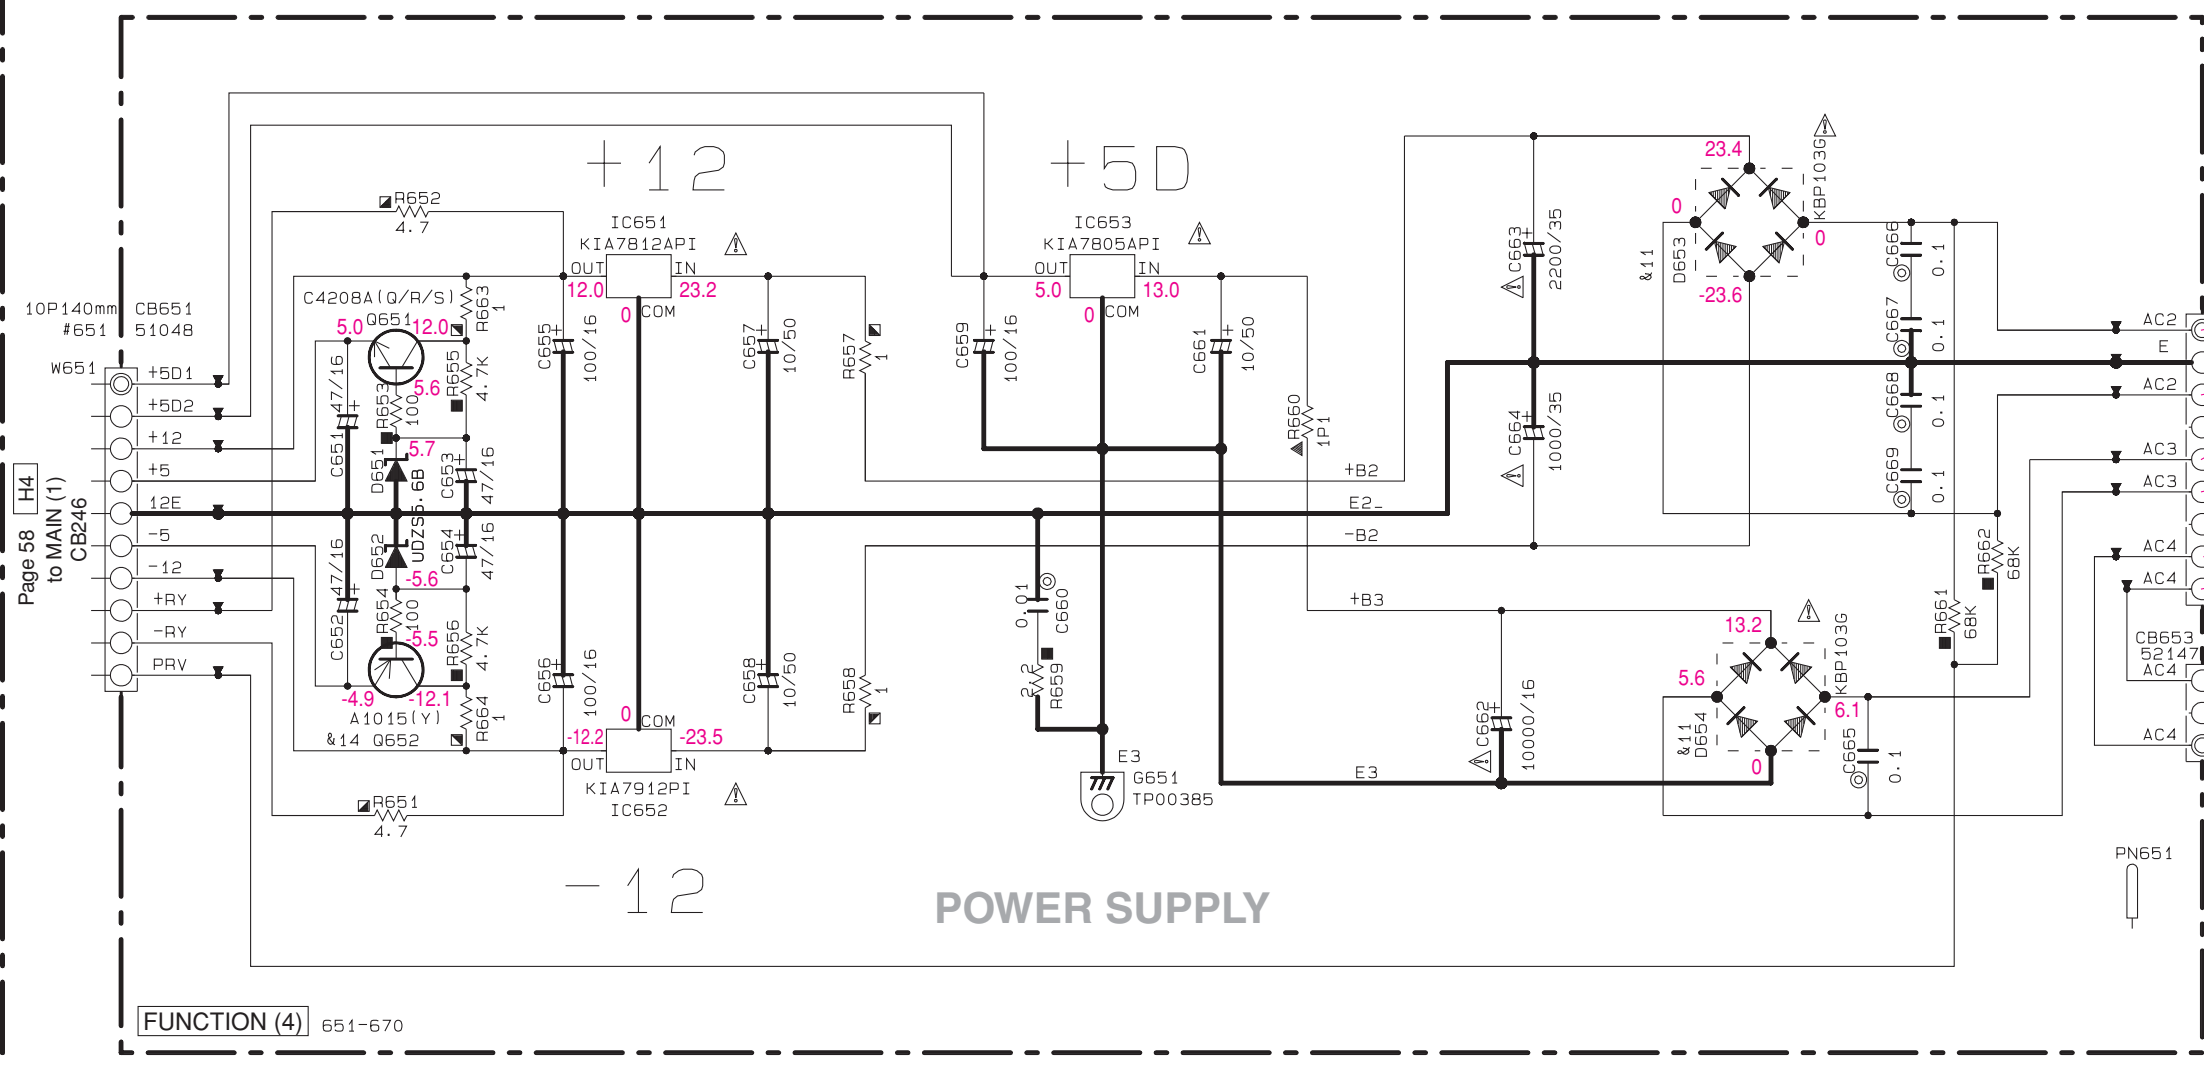 +12
+5D
-12
POWER SUPPLY
FUNCTION (4)
651-670
Page 58 H4
to MAIN (1)
CB246
10P140mm CB651
#651 51048
W651
+5D1
+5D2
+12
+5
12E
-5
-12
+RY
-RY
PRV
R652
4.7
C4208A(Q/R/S)
Q651
5.0
12.0
5.6
5.7
R663
1
R655
4.7K
R653
100
C651
47/16
D651
UDZS5.6B
C653
47/16
C652
47/16
D652
C654
47/16
-5.6
R654
100
-5.5
R656
4.7K
-4.9
-12.1
A1015(Y)
&14 Q652
R664
1
R651
4.7
IC651
KIA7812API
OUT
IN
12.0
23.2
0
COM
C655
100/16
C657
10/50
R657
1
C656
100/16
C658
10/50
R658
1
0
COM
-12.2
-23.5
OUT
IN
KIA7912PI
IC652
IC653
KIA7805API
OUT
IN
5.0
13.0
0
COM
C659
100/16
C661
10/50
R660
1P1
0.01
C660
2.2
R659
E3
G651
TP00385
+B2
E2_
-B2
+B3
E3
C663
2200/35
C664
1000/35
C662
10000/16
23.4
0
0
-23.6
&11
D653
KBP103G
13.2
5.6
6.1
0
&11
D654
KBP103G
C665
0.1
C666
0.1
C667
0.1
C668
0.1
C669
0.1
R662
68K
R661
68K
AC2
E
AC2
AC3
AC3
AC4
AC4
CB653
52147
AC4
AC4
PN651